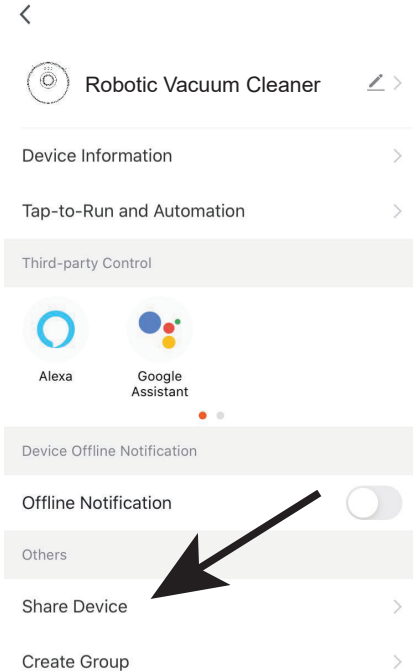 Robotic Vacuum Cleaner
Device Information
Tap-to-Run and Automation
Third-party Control
Alexa
Google
Assistant
Device Offline Notification
Offline Notification
Others
Share Device
Create Group